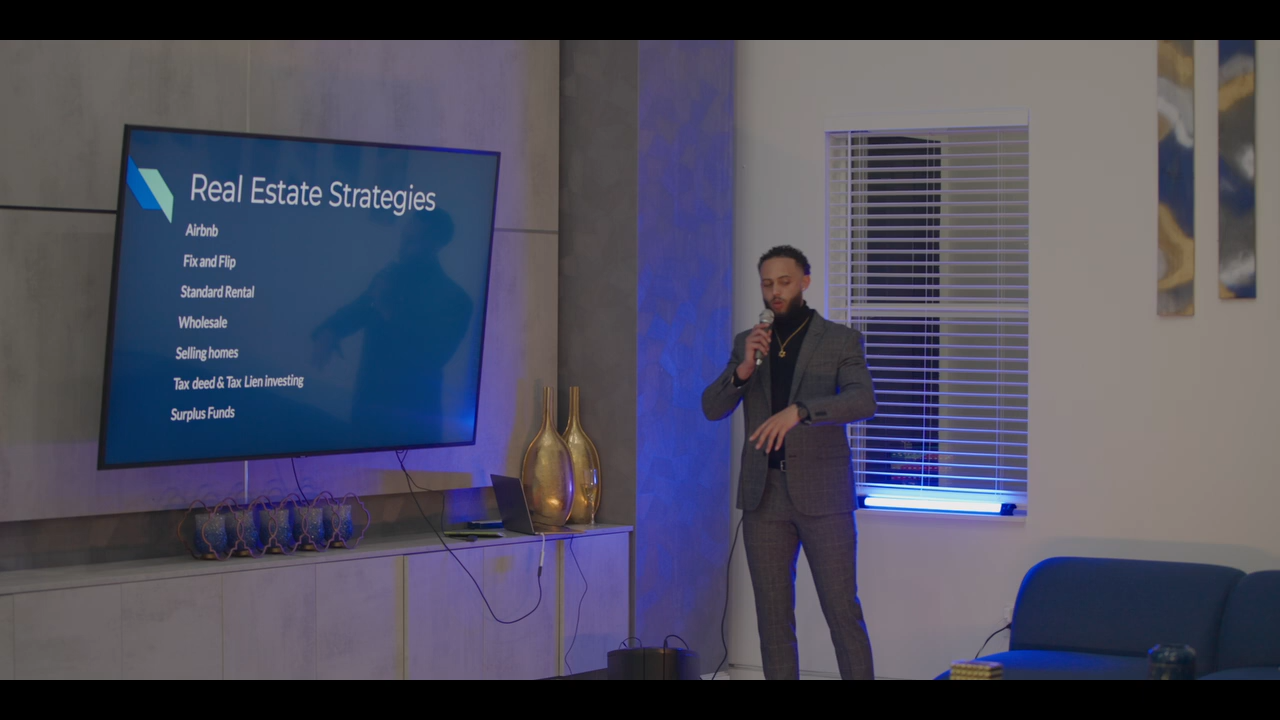 Real Estate Strategies
Airbnb
Fix and Flip
Standard Rental
Wholesale
Selling homes
Tax deed & Tax Lien investing
Surplus Funds